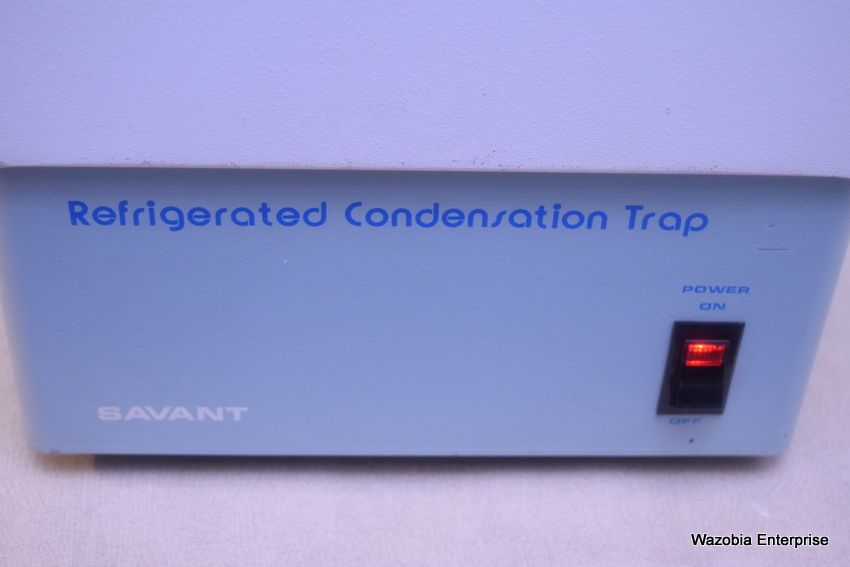 Refrigerated Condensation Trap
POWER
ON
SAVANT
OFF
Wazobia Enterprise